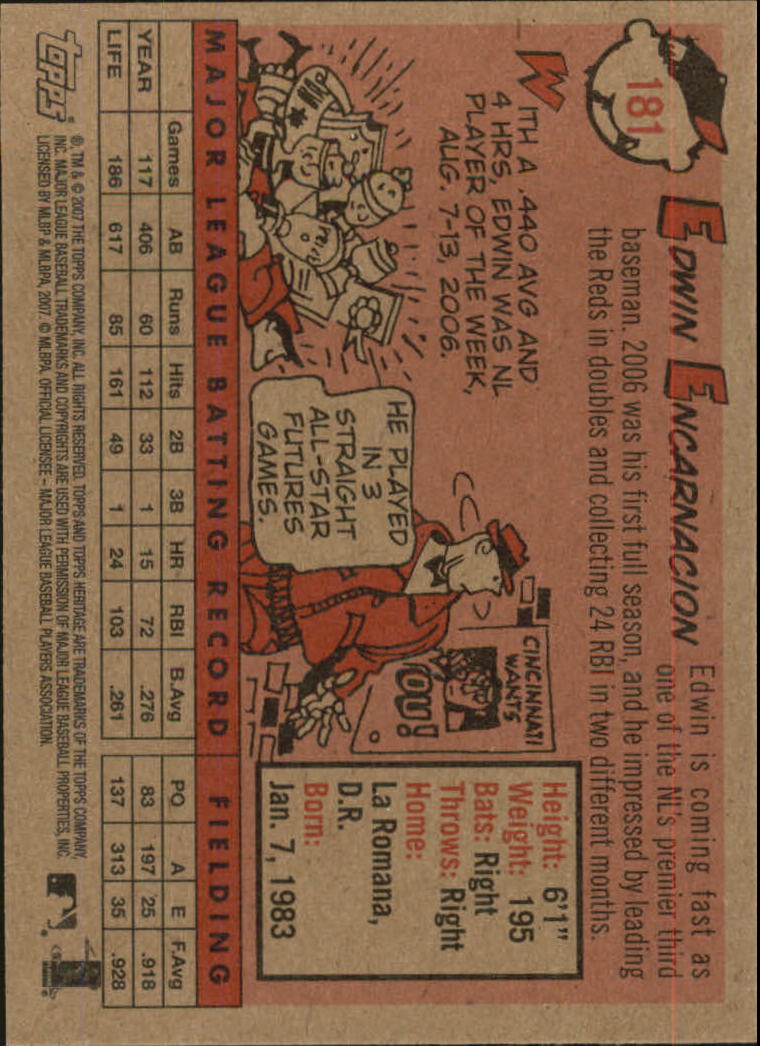 181
EDWIN ENCARNACION
Edwin is coming fast as
one of the NL's premier third
baseman. 2006 was his first full season, and he impressed by leading
the Reds in doubles and collecting 24 RBI in two different months.
WITH A .440 AVG AND
4 HRS, EDWIN WAS NL
PLAYER OF THE WEEK,
AUG. 7-13, 2006.
MVP
HE PLAYED
IN 3
STRAIGHT
ALL-STAR
FUTURES
GAMES.
CINCINNATI
WANTS
YOU!
Height: 6'1"
Weight: 195
Bats: Right
Throws: Right
Home:
La Romana,
D.R.
Born:
Jan. 7, 1983
MAJOR LEAGUE BATTING RECORD FIELDING
Games AB Runs Hits 2B 3B HR RBI B.Avg PO A E F.Avg
YEAR 117 406 60 112 33 1 15 72 .276 83 197 25 .918
LIFE 186 617 85 161 49 1 24 103 .261 137 313 35 .928
Topps
®, TM & © 2007 THE TOPPS COMPANY, INC. ALL RIGHTS RESERVED. TOPPS AND TOPPS HERITAGE ARE TRADEMARKS OF THE TOPPS COMPANY,
INC. MAJOR LEAGUE BASEBALL TRADEMARKS AND COPYRIGHTS ARE USED WITH PERMISSION OF MAJOR LEAGUE BASEBALL PROPERTIES, INC.
LICENSED BY MLBP & MLBPA, 2007. © MLBPA. OFFICIAL LICENSEE – MAJOR LEAGUE BASEBALL PLAYERS ASSOCIATION.